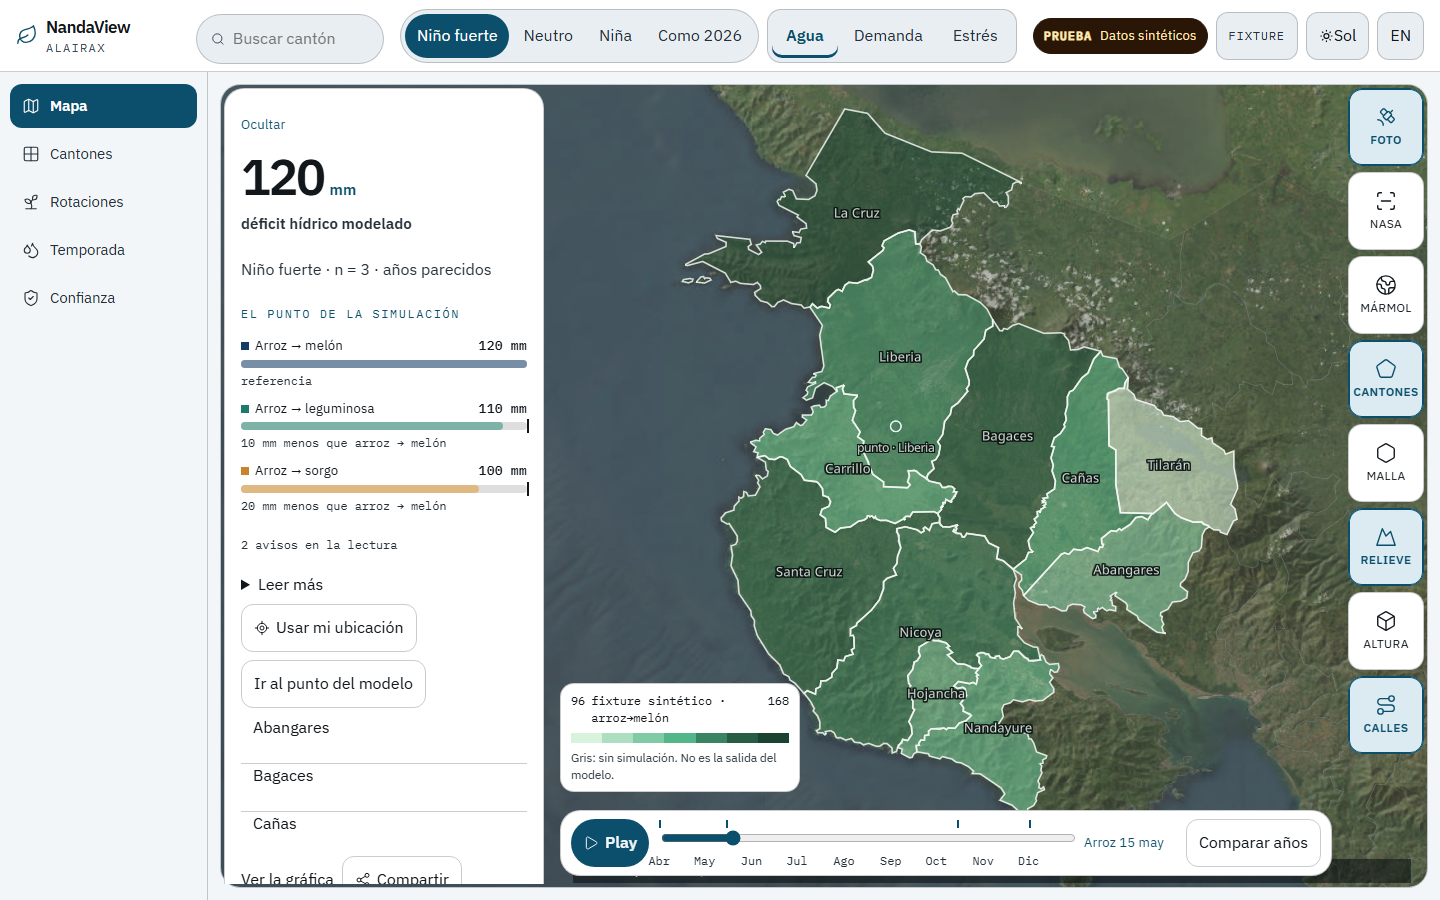 NandaView
ALAIRAX
Buscar cantón
Niño fuerte
Neutro
Niña
Como 2026
Agua
Demanda
Estrés
PRUEBA Datos sintéticos
FIXTURE
Sol
EN
Mapa
Cantones
Rotaciones
Temporada
Confianza
Ocultar
120 mm
déficit hídrico modelado
Niño fuerte · n = 3 · años parecidos
EL PUNTO DE LA SIMULACIÓN
Arroz → melón 120 mm
referencia
Arroz → leguminosa 110 mm
10 mm menos que arroz → melón
Arroz → sorgo 100 mm
20 mm menos que arroz → melón
2 avisos en la lectura
Leer más
Usar mi ubicación
Ir al punto del modelo
Abangares
Bagaces
Cañas
Ver la gráfica
Compartir
La Cruz
Liberia
punto · Liberia
Carrillo
Bagaces
Cañas
Tilarán
Abangares
Santa Cruz
Nicoya
Hojancha
Nandayure
96 fixture sintético · 168
arroz→melón
Gris: sin simulación. No es la salida del
modelo.
Play
Abr May Jun Jul Ago Sep Oct Nov Dic
Arroz 15 may
Comparar años
FOTO
NASA
MÁRMOL
CANTONES
MALLA
RELIEVE
ALTURA
CALLES